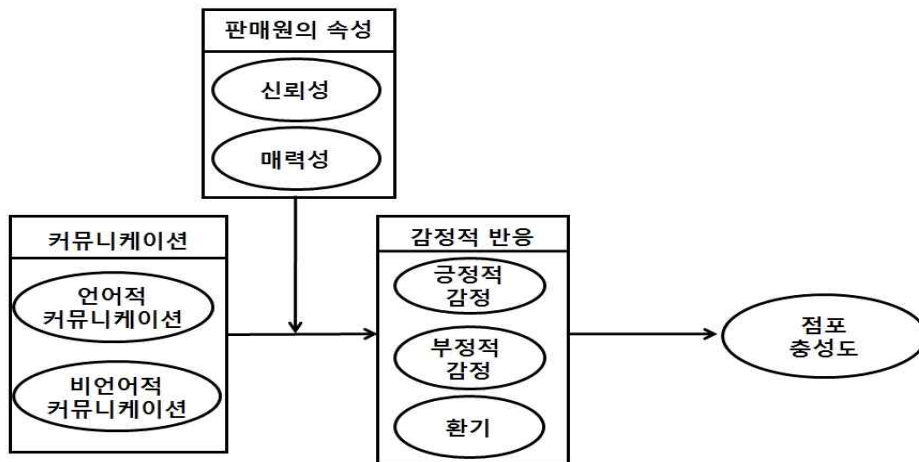 판매원의 속성
신뢰성
매력성
커뮤니케이션
언어적
커뮤니케이션
비언어적
커뮤니케이션
감정적 반응
긍정적
감정
부정적
감정
환기
점포
충성도